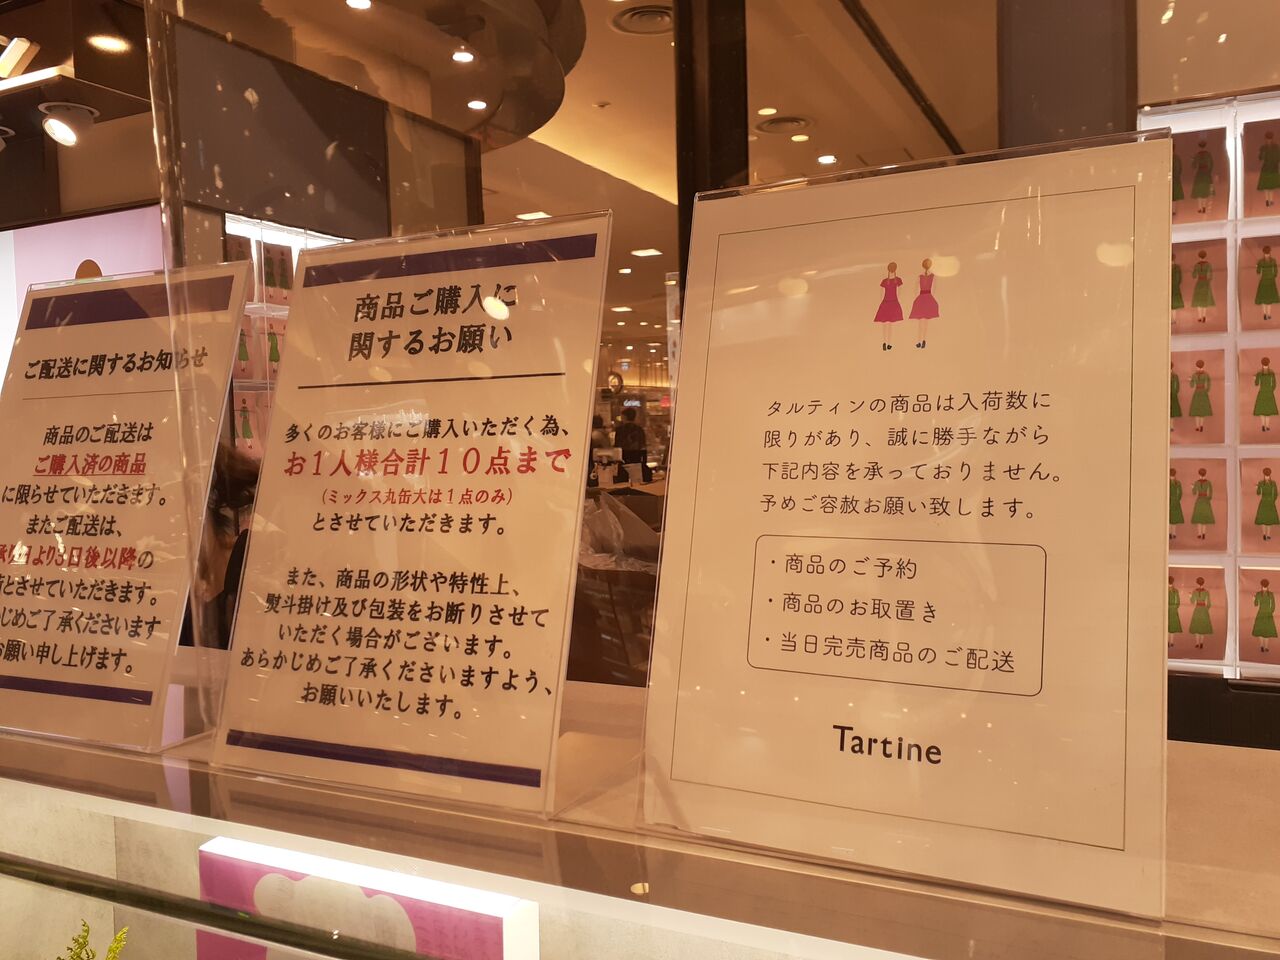 ご配送に関するお知らせ
商品のご配送は
ご購入済の商品
に限らせていただきます。
またご配送は、
より3日後以降の
とさせていただきます。
じめご了承くださいます
お願い申し上げます。
商品ご購入に
関するお願い
多くのお客様にご購入いただく為、
お1人様合計10点まで
（ミックス丸缶大は1点のみ）
とさせていただきます。
また、商品の形状や特性上、
熨斗掛け及び包装をお断りさせて
いただく場合がございます。
あらかじめご了承くださいますよう、
お願いいたします。
タルティンの商品は入荷数に
限りがあり、誠に勝手ながら
下記内容を承っておりません。
予めご容赦お願い致します。
・商品のご予約
・商品のお取置き
・当日完売商品のご配送
Tartine